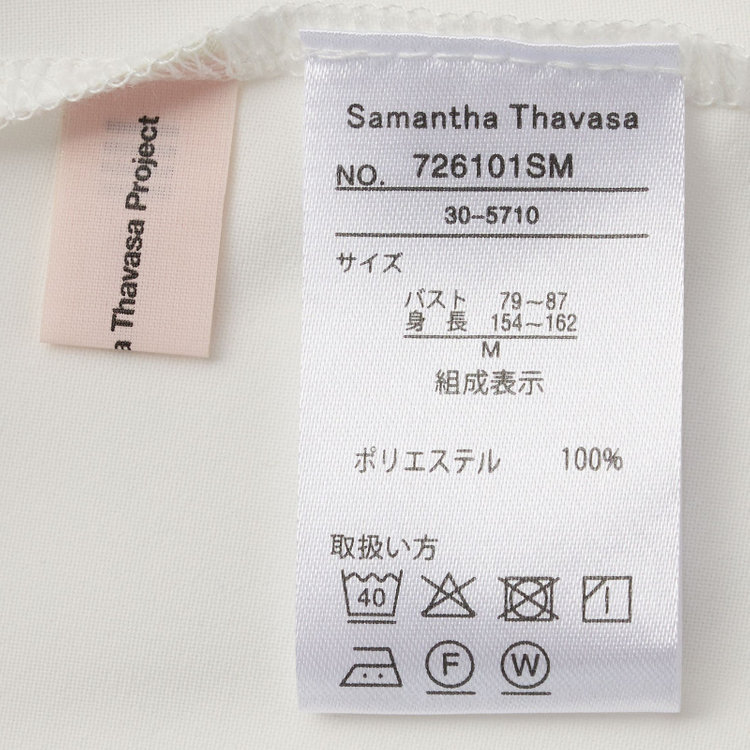 a Thavasa Project
Samantha Thavasa
NO. 726101SM
30-5710
サイズ
バスト 79～87
身長 154～162
M
組成表示
ポリエステル 100%
取扱い方
40
F W